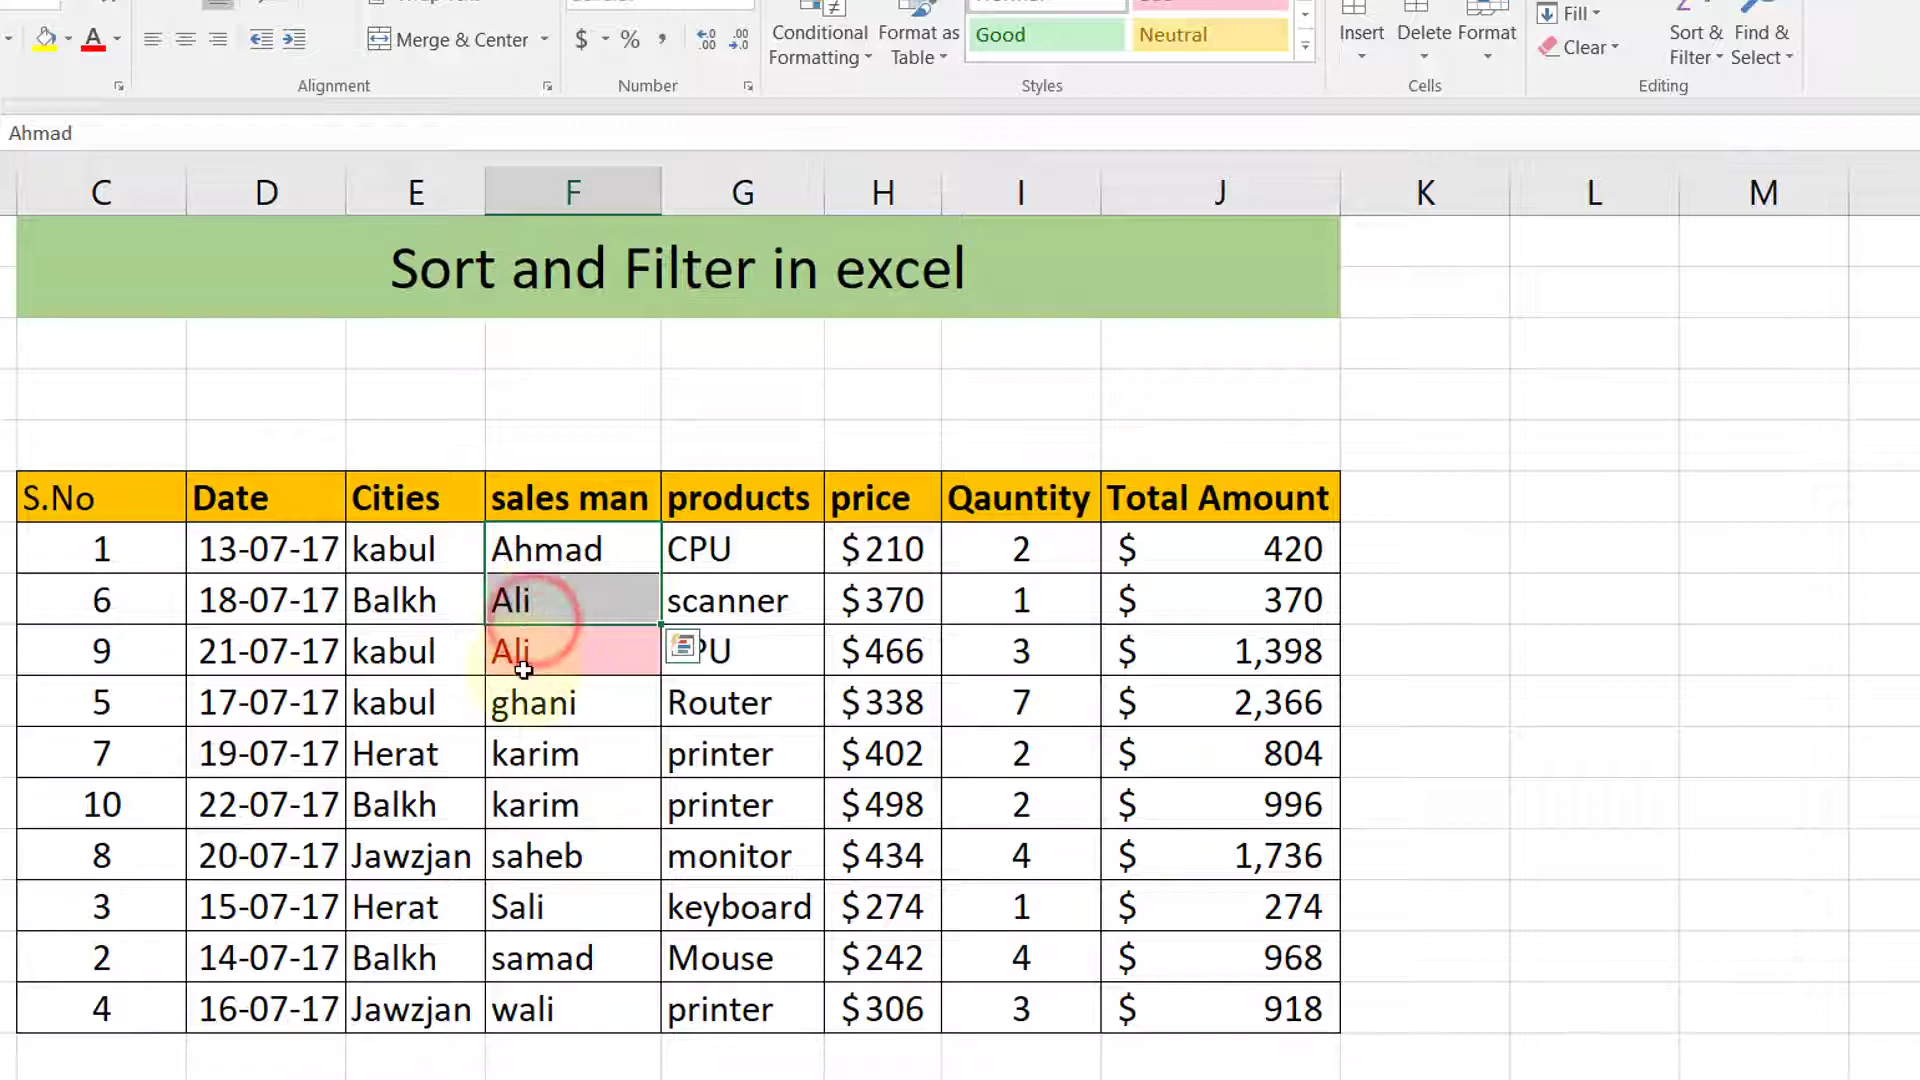 Merge & Center $ % , Conditional Formatting Format as Table Good Neutral Insert Delete Format Fill Clear Sort & Filter Find & Select
Alignment Number Styles Cells Editing
Ahmad
C D E F G H I J K L M
Sort and Filter in excel
S.No Date Cities sales man products price Qauntity Total Amount
1 13-07-17 kabul Ahmad CPU $210 2 $ 420
6 18-07-17 Balkh Ali scanner $370 1 $ 370
9 21-07-17 kabul Ali PU $466 3 $ 1,398
5 17-07-17 kabul ghani Router $338 7 $ 2,366
7 19-07-17 Herat karim printer $402 2 $ 804
10 22-07-17 Balkh karim printer $498 2 $ 996
8 20-07-17 Jawzjan saheb monitor $434 4 $ 1,736
3 15-07-17 Herat Sali keyboard $274 1 $ 274
2 14-07-17 Balkh samad Mouse $242 4 $ 968
4 16-07-17 Jawzjan wali printer $306 3 $ 918